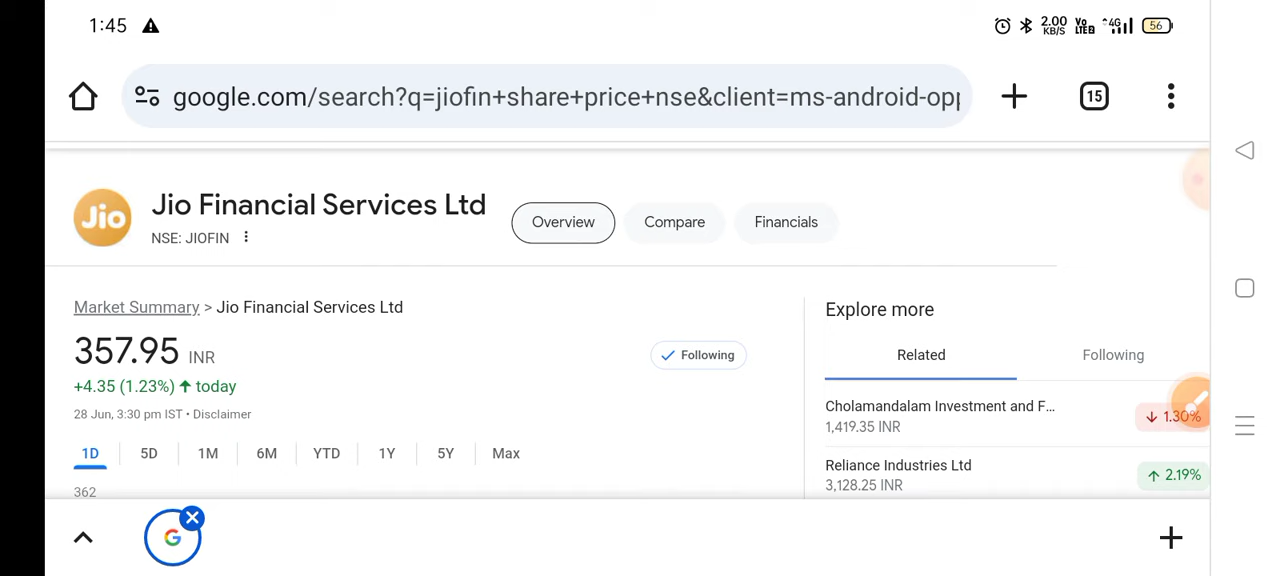 1:45
2.00 KB/S Vo LTE2 4G 56
google.com/search?q=jiofin+share+price+nse&client=ms-android-opp
15
Jio
Jio Financial Services Ltd
NSE: JIOFIN
Overview
Compare
Financials
Market Summary > Jio Financial Services Ltd
357.95 INR
Following
+4.35 (1.23%) ↑ today
28 Jun, 3:30 pm IST • Disclaimer
1D
5D
1M
6M
YTD
1Y
5Y
Max
362
Explore more
Related
Following
Cholamandalam Investment and F...
1,419.35 INR
↓ 1.30%
Reliance Industries Ltd
3,128.25 INR
↑ 2.19%
G